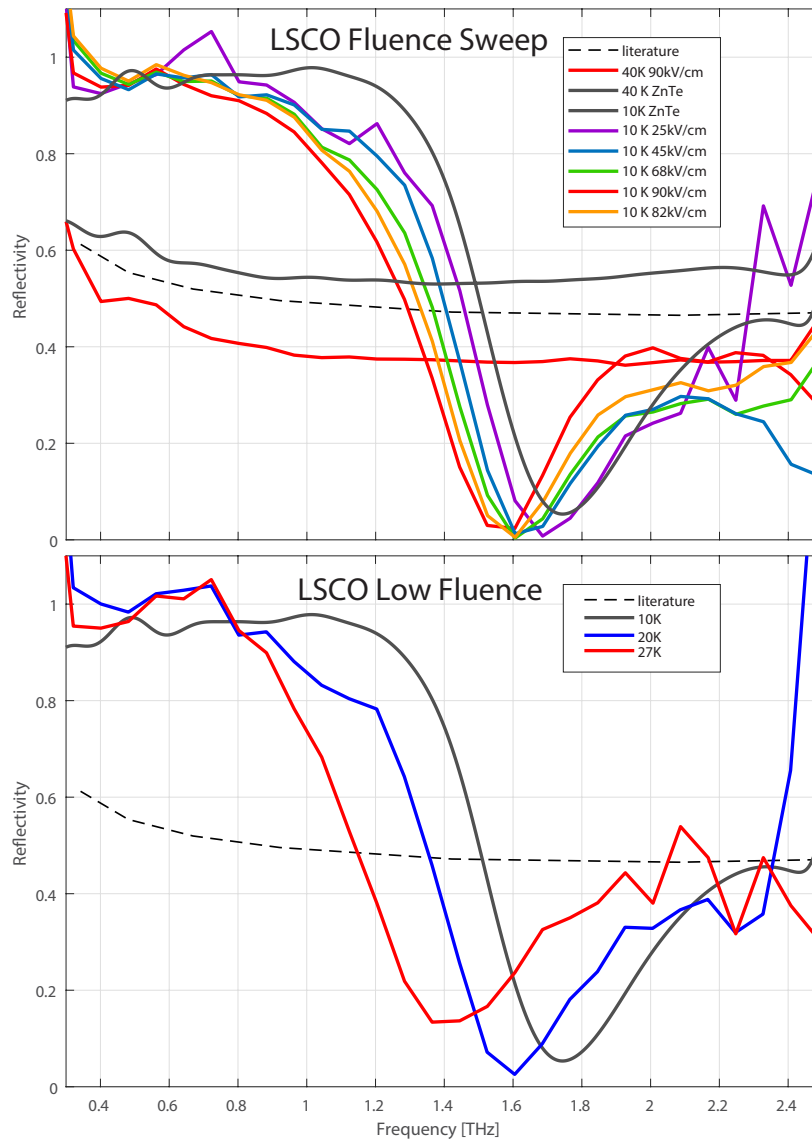 LSCO Fluence Sweep
literature
40K 90kV/cm
40 K ZnTe
10K ZnTe
10 K 25kV/cm
10 K 45kV/cm
10 K 68kV/cm
10 K 90kV/cm
10 K 82kV/cm
1
0.8
0.6
0.4
0.2
0
Reflectivity
LSCO Low Fluence
literature
10K
20K
27K
1
0.8
0.6
0.4
0.2
0
Reflectivity
0.4 0.6 0.8 1 1.2 1.4 1.6 1.8 2 2.2 2.4
Frequency [THz]